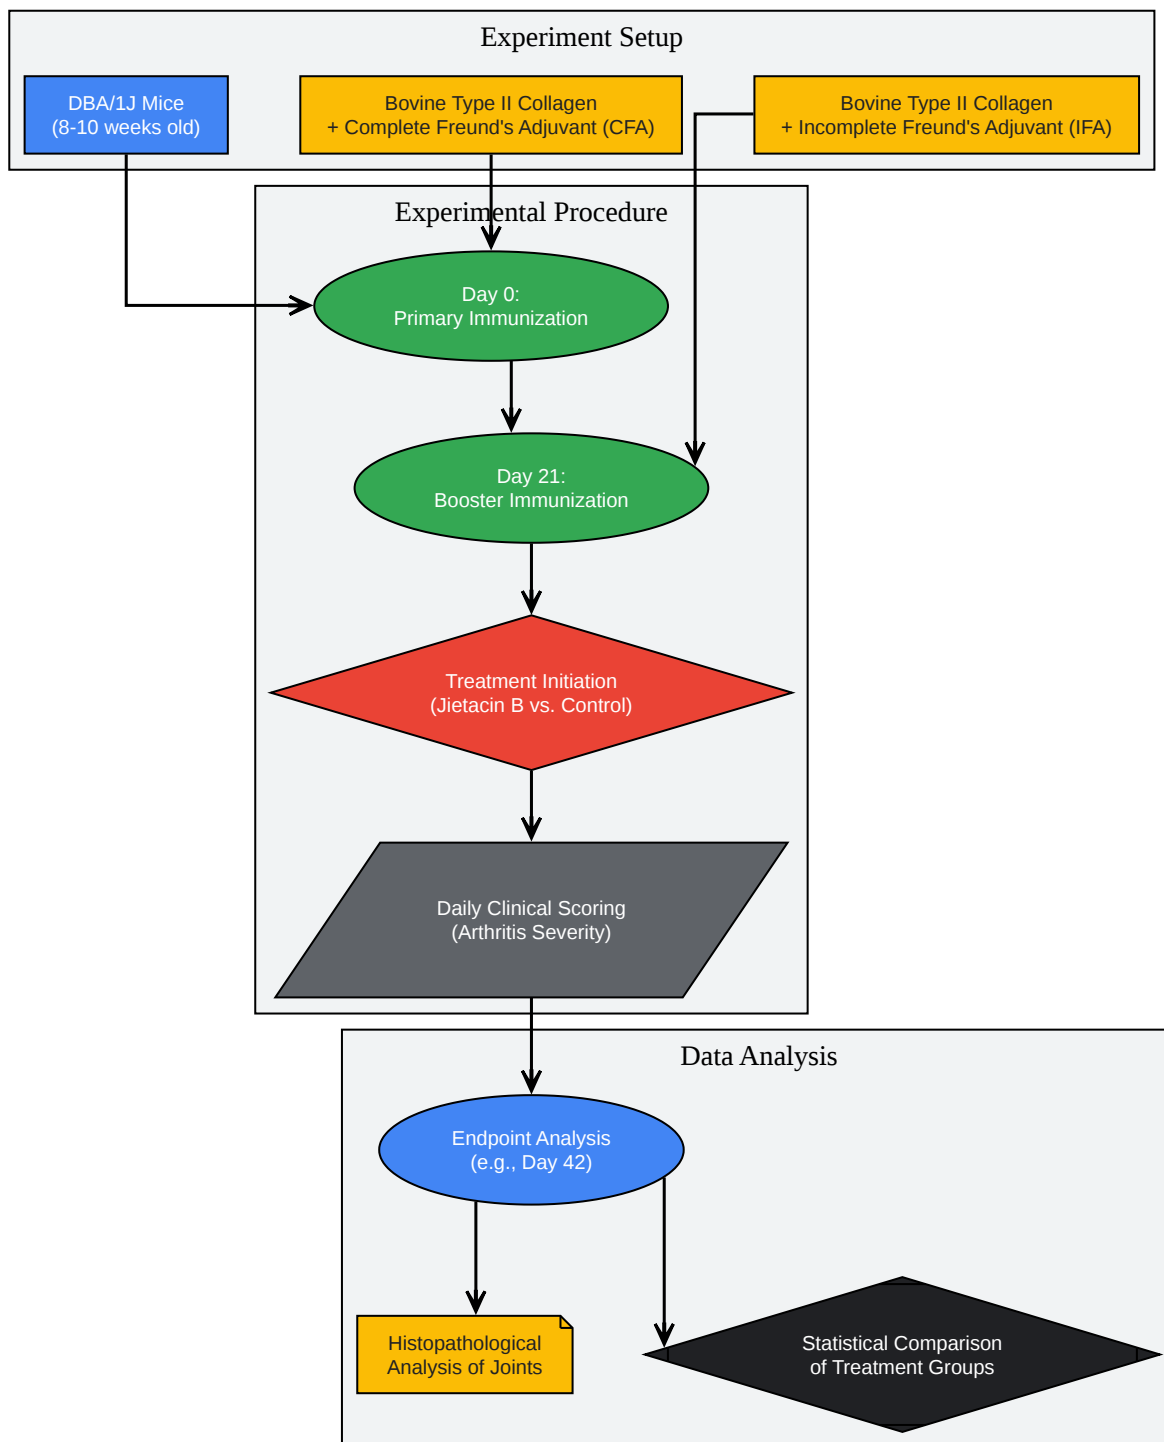 Experiment Setup
DBA/1J Mice
(8-10 weeks old)
Bovine Type II Collagen
+ Complete Freund's Adjuvant (CFA)
Bovine Type II Collagen
+ Incomplete Freund's Adjuvant (IFA)
Experimental Procedure
Day 0:
Primary Immunization
Day 21:
Booster Immunization
Treatment Initiation
(Jietacin B vs. Control)
Daily Clinical Scoring
(Arthritis Severity)
Data Analysis
Endpoint Analysis
(e.g., Day 42)
Histopathological
Analysis of Joints
Statistical Comparison
of Treatment Groups